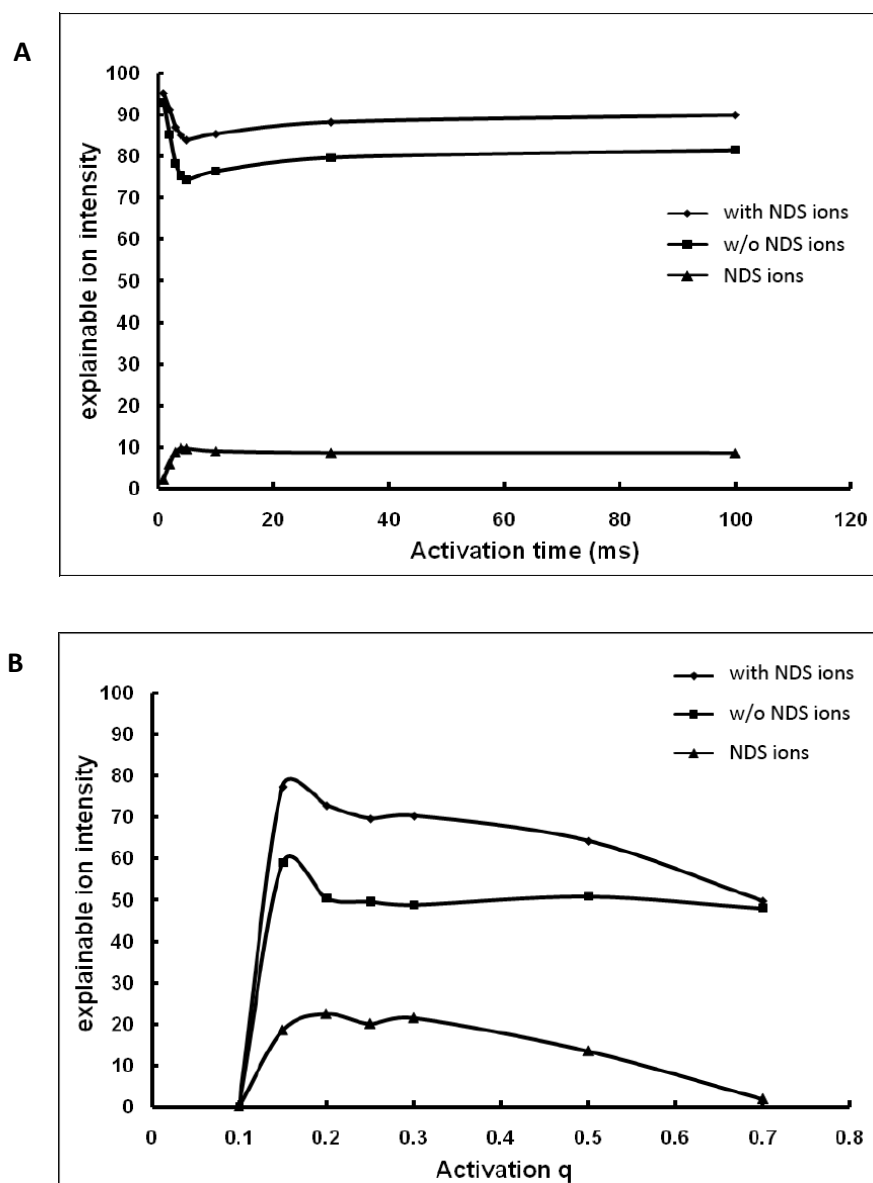 A
100
90
80
70
60
50
40
30
20
10
0
explainable ion intensity
with NDS ions
w/o NDS ions
NDS ions
0 20 40 60 80 100 120
Activation time (ms)
B
with NDS ions
w/o NDS ions
NDS ions
100
90
80
70
60
50
40
30
20
10
0
explainable ion intensity
0 0.1 0.2 0.3 0.4 0.5 0.6 0.7 0.8
Activation q